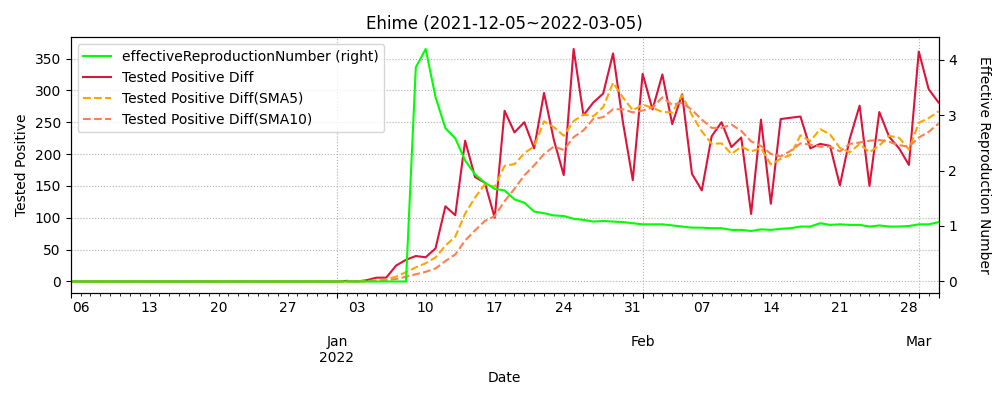 Ehime (2021-12-05~2022-03-05)
effectiveReproductionNumber (right)
Tested Positive Diff
Tested Positive Diff(SMA5)
Tested Positive Diff(SMA10)
Tested Positive
350
300
250
200
150
100
50
0
4
3
2
1
0
Effective Reproduction Number
06 13 20 27 03 10 17 24 31 07 14 21 28
Jan Feb Mar
2022
Date